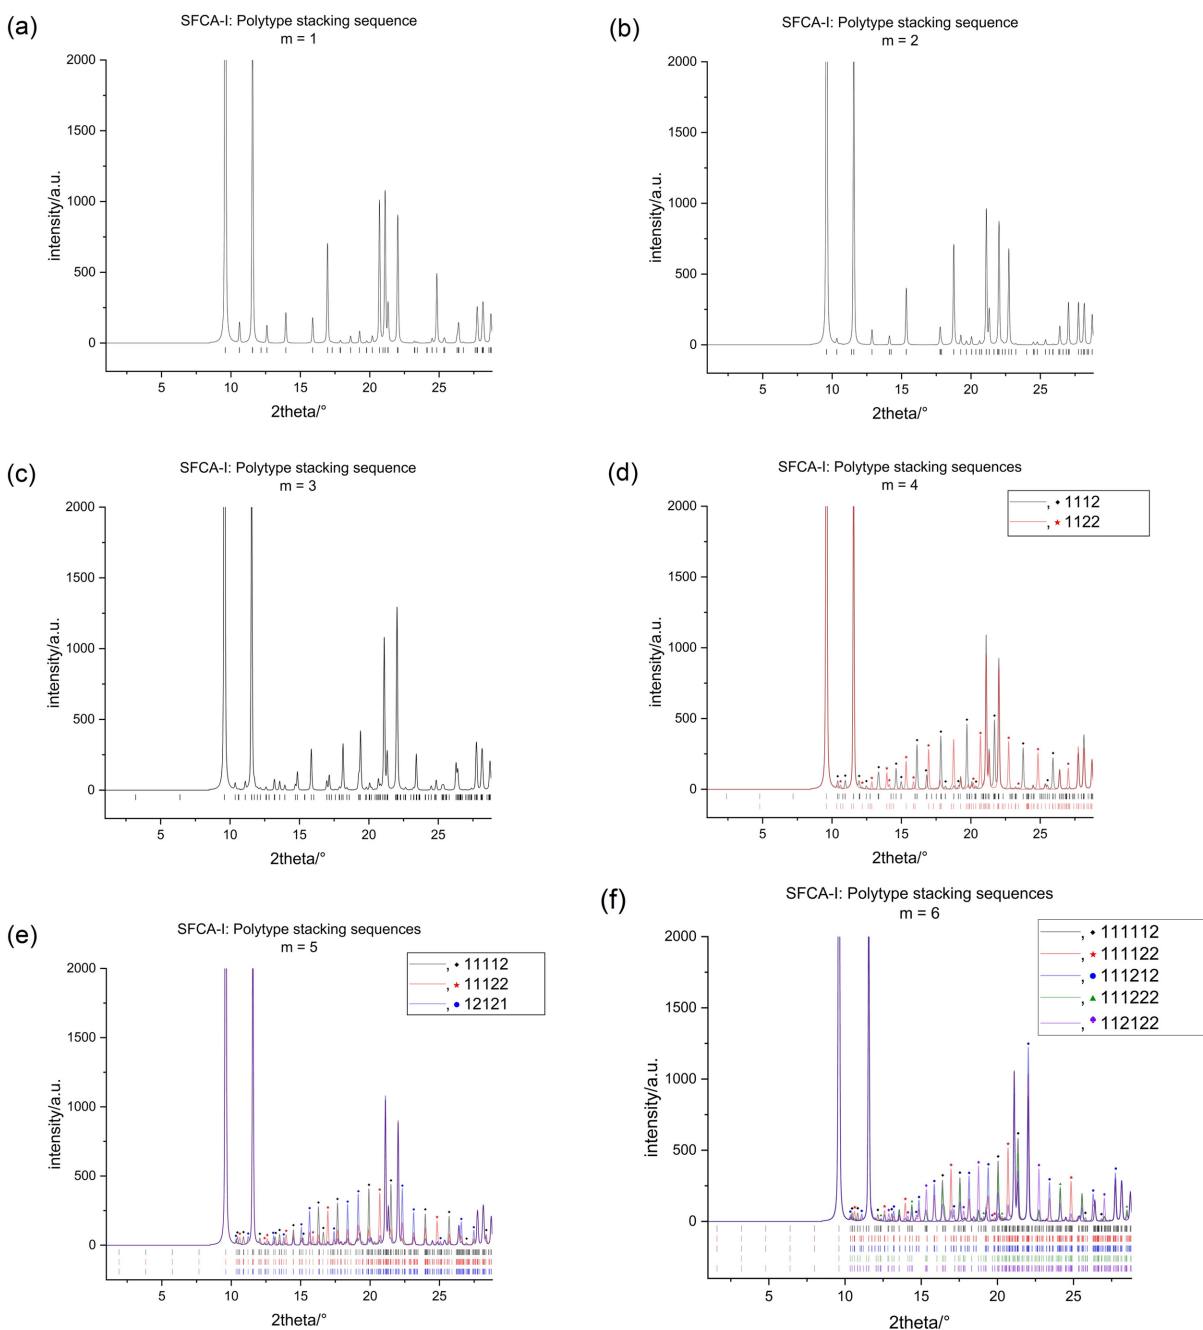 (a)
SFCA-I: Polytype stacking sequence
m = 1
2000
1500
1000
500
0
intensity/a.u.
5 10 15 20 25
2theta/°
(b)
SFCA-I: Polytype stacking sequence
m = 2
2000
1500
1000
500
0
intensity/a.u.
5 10 15 20 25
2theta/°
(c)
SFCA-I: Polytype stacking sequence
m = 3
2000
1500
1000
500
0
intensity/a.u.
5 10 15 20 25
2theta/°
(d)
SFCA-I: Polytype stacking sequences
m = 4
, 1112
, 1122
2000
1500
1000
500
0
intensity/a.u.
5 10 15 20 25
2theta/°
(e)
SFCA-I: Polytype stacking sequences
m = 5
, 11112
, 11122
, 12121
2000
1500
1000
500
0
intensity/a.u.
5 10 15 20 25
2theta/°
(f)
SFCA-I: Polytype stacking sequences
m = 6
, 111112
, 111122
, 111212
, 111222
, 112122
2000
1500
1000
500
0
intensity/a.u.
5 10 15 20 25
2theta/°